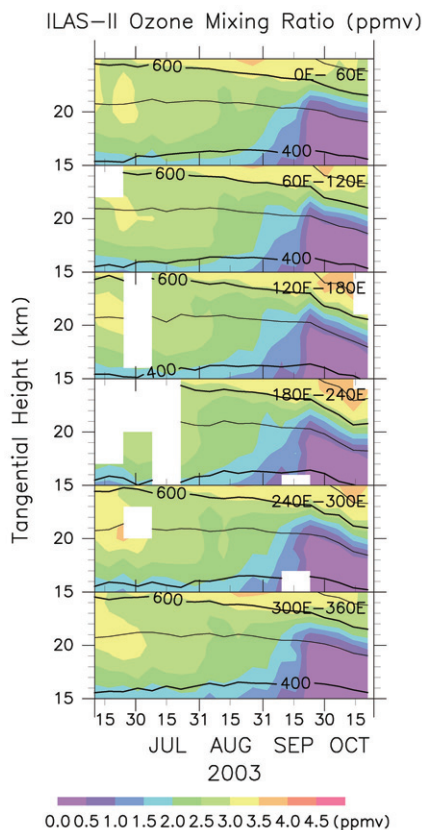 ILAS-II Ozone Mixing Ratio (ppmv)
600 0E-60E
20
400
15
600 60E-120E
20
400
15
600 120E-180E
20
400
15
600 180E-240E
20
15
600 240E-300E
20
400
15
600 300E-360E
20
400
15
Tangential Height (km)
15 30 15 31 15 31 15 30 15
JUL AUG SEP OCT
2003
0.0 0.5 1.0 1.5 2.0 2.5 3.0 3.5 4.0 4.5 (ppmv)